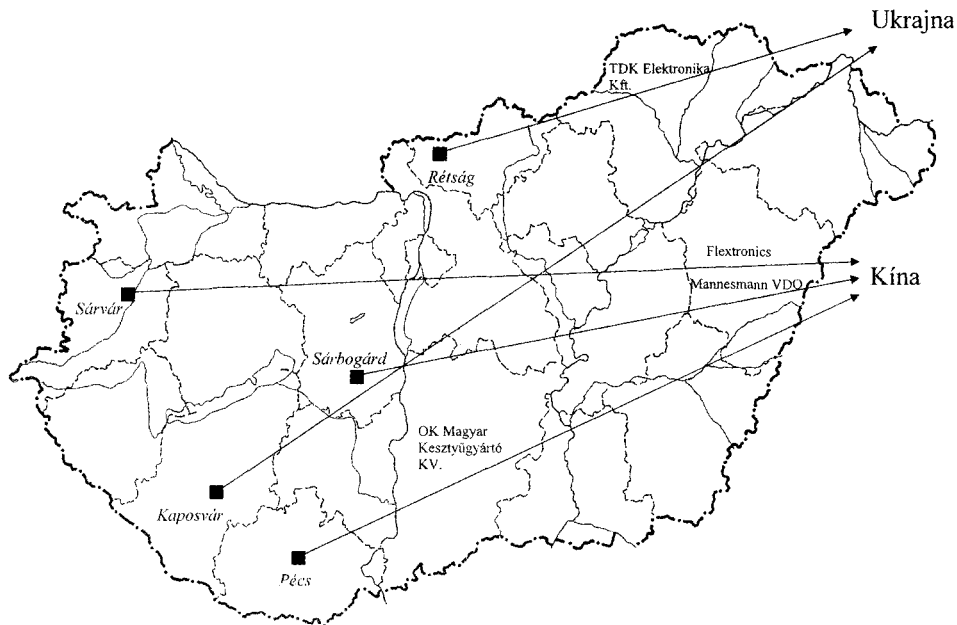 Ukrajna
TDK Elektronika
Kft.
Rétság
Flextronics
Kína
Mannesmann VDO
Sárvár
Sárbogárd
OK Magyar
Kesztyűgyártó
KV.
Kaposvár
Pécs